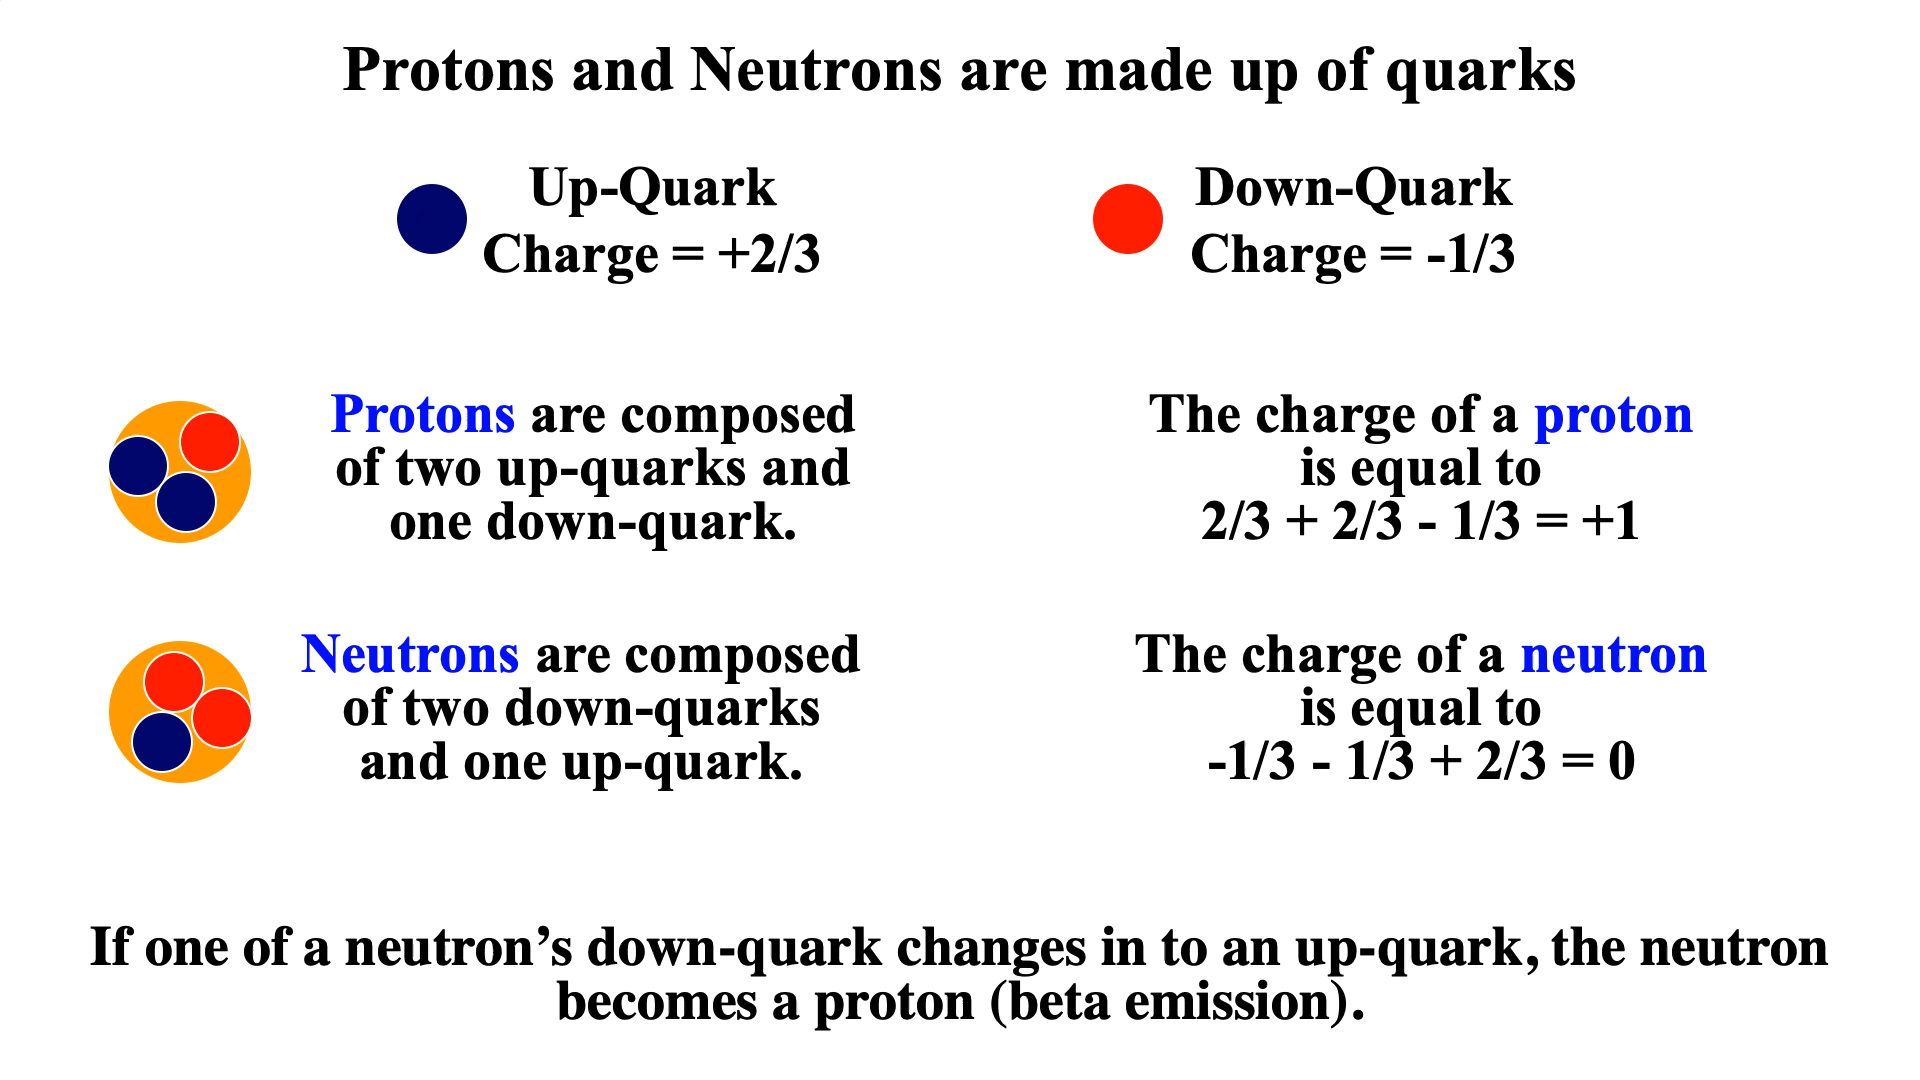 Protons and Neutrons are made up of quarks
Up-Quark
Charge = +2/3
Down-Quark
Charge = -1/3
Protons are composed
of two up-quarks and
one down-quark.
The charge of a proton
is equal to
2/3 + 2/3 - 1/3 = +1
Neutrons are composed
of two down-quarks
and one up-quark.
The charge of a neutron
is equal to
-1/3 - 1/3 + 2/3 = 0
If one of a neutron’s down-quark changes in to an up-quark, the neutron
becomes a proton (beta emission).